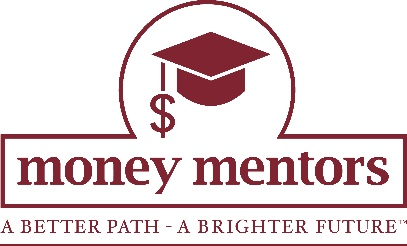 $
money mentors
A BETTER PATH - A BRIGHTER FUTURE™